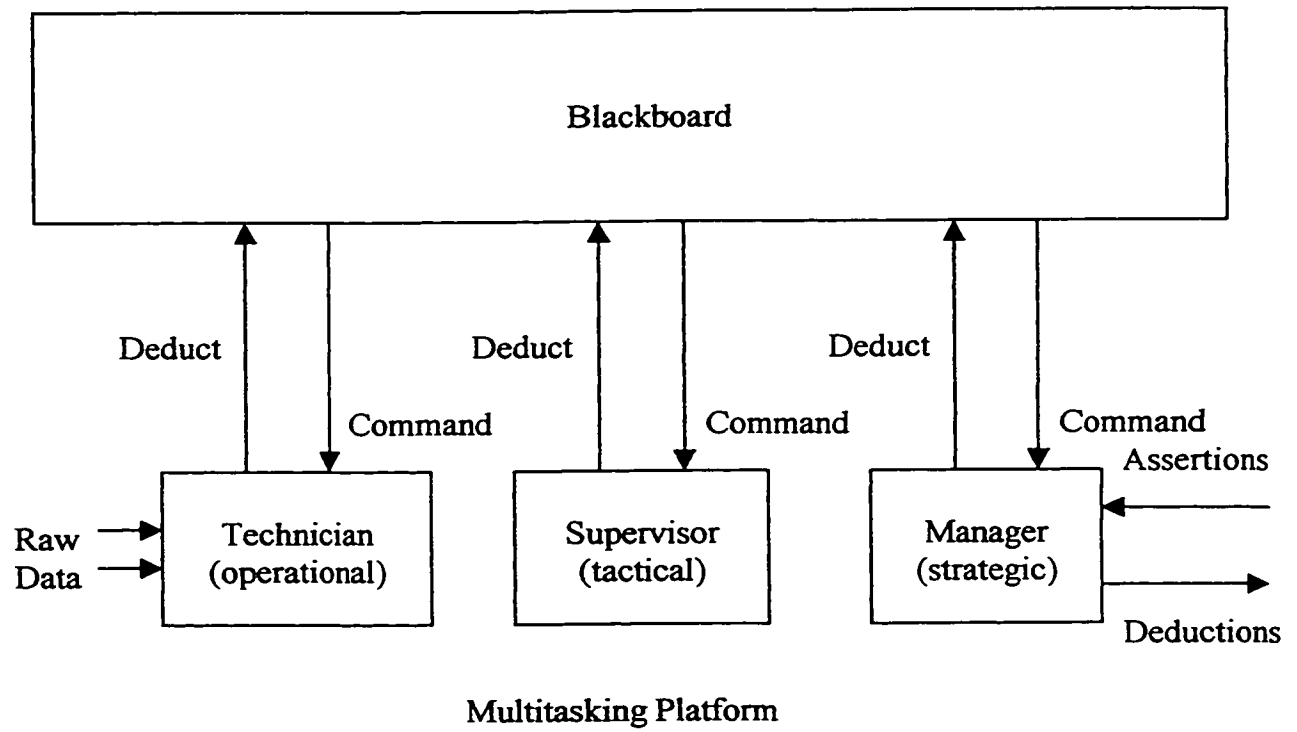 Blackboard
Deduct
Command
Deduct
Command
Deduct
Command
Assertions
Raw
Data
Technician
(operational)
Supervisor
(tactical)
Manager
(strategic)
Deductions
Multitasking Platform